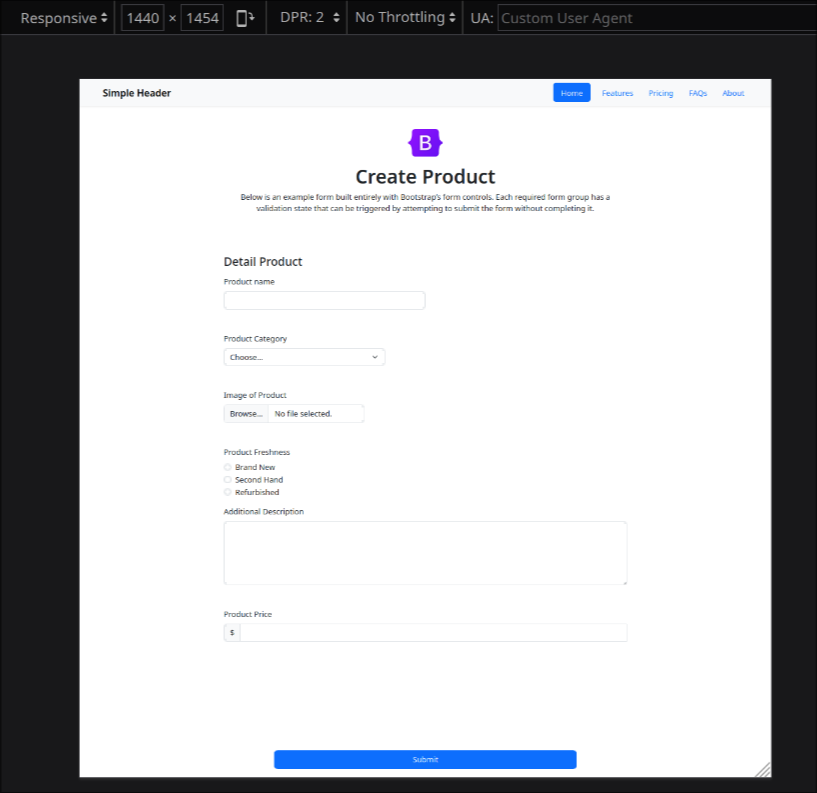 Responsive 1440 × 1454 DPR: 2 No Throttling UA: Custom User Agent
Simple Header Home Features Pricing FAQs About
B
Create Product
Below is an example form built entirely with Bootstrap's form controls. Each required form group has a
validation state that can be triggered by attempting to submit the form without completing it.
Detail Product
Product name
Product Category
Choose...
Image of Product
Browse... No file selected.
Product Freshness
Brand New
Second Hand
Refurbished
Additional Description
Product Price
$
Submit